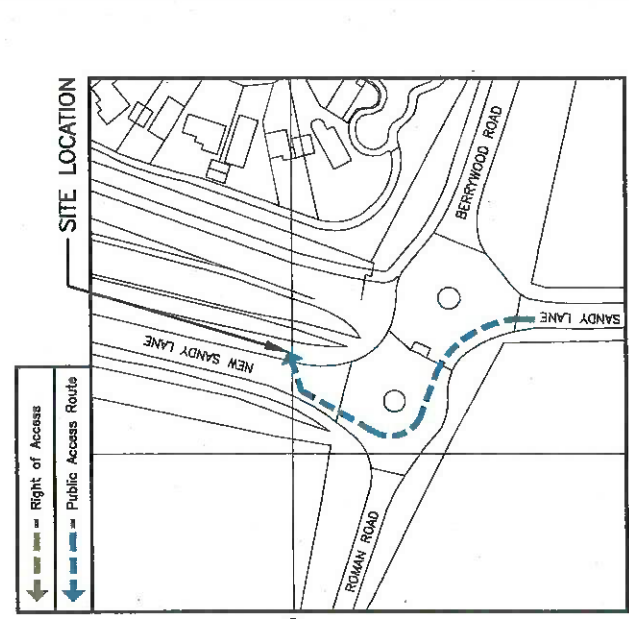 SITE LOCATION
Right of Access
Public Access Route
NEW SANDY LANE
BERRYWOOD ROAD
SANDY LANE
ROMAN ROAD